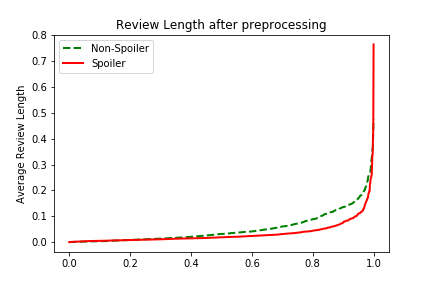 Review Length after preprocessing
Non-Spoiler
Spoiler
Average Review Length
0.8
0.7
0.6
0.5
0.4
0.3
0.2
0.1
0.0
0.0 0.2 0.4 0.6 0.8 1.0